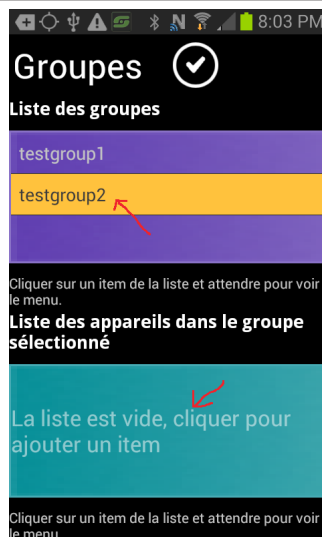 8:03 PM
Groupes
Liste des groupes
testgroup1
testgroup2
Cliquer sur un item de la liste et attendre pour voir
le menu.
Liste des appareils dans le groupe
sélectionné
La liste est vide, cliquer pour
ajouter un item
Cliquer sur un item de la liste et attendre pour voir
le menu.